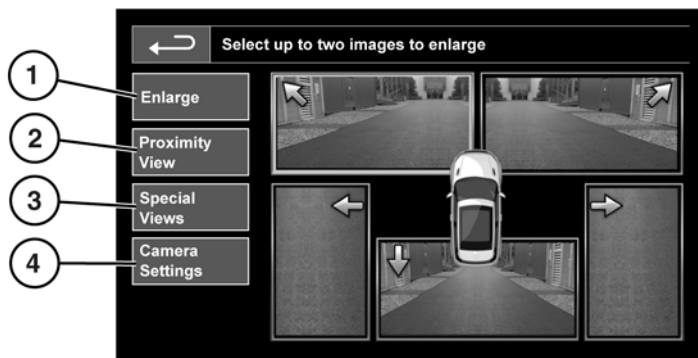 Select up to two images to enlarge
1
Enlarge
2
Proximity
View
3
Special
Views
4
Camera
Settings